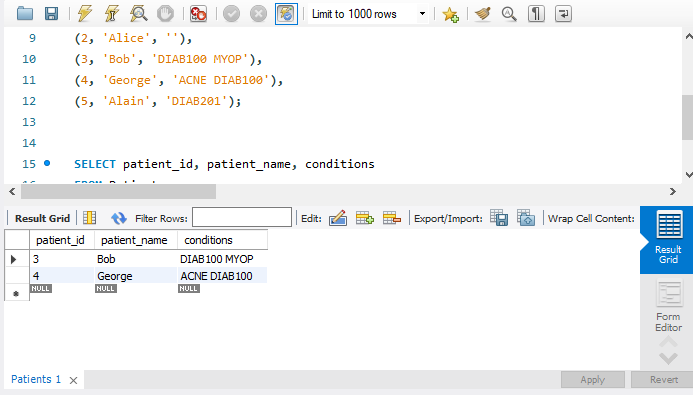 Limit to 1000 rows
9 (2, 'Alice', ''),
10 (3, 'Bob', 'DIAB100 MYOP'),
11 (4, 'George', 'ACNE DIAB100'),
12 (5, 'Alain', 'DIAB201');
13
14
15 SELECT patient_id, patient_name, conditions
Result Grid Filter Rows: Edit: Export/Import: Wrap Cell Content:
patient_id patient_name conditions
3 Bob DIAB100 MYOP
4 George ACNE DIAB100
NULL NULL NULL
Result
Grid
Form
Editor
Patients 1
Apply Revert